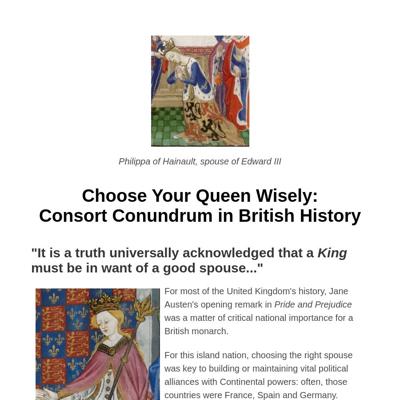 Philippa of Hainault, spouse of Edward III
Choose Your Queen Wisely:
Consort Conundrum in British History
"It is a truth universally acknowledged that a King
must be in want of a good spouse..."
For most of the United Kingdom's history, Jane
Austen's opening remark in Pride and Prejudice
was a matter of critical national importance for a
British monarch.
For this island nation, choosing the right spouse
was key to building or maintaining vital political
alliances with Continental powers: often, those
countries were France, Spain and Germany.